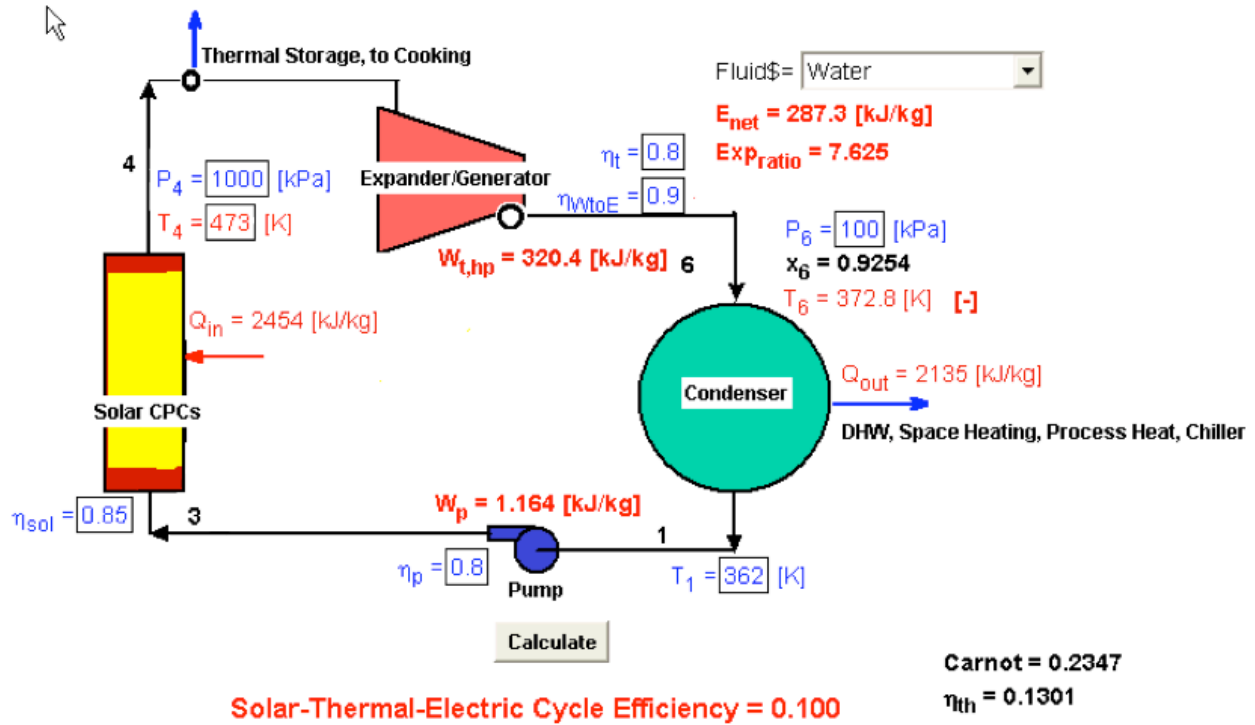 Thermal Storage, to Cooking
Fluid$= Water
E_net = 287.3 [kJ/kg]
Exp_ratio = 7.625
4
P_4 = 1000 [kPa]
T_4 = 473 [K]
Expander/Generator
η_t = 0.8
η_WtoE = 0.9
W_t,hp = 320.4 [kJ/kg]
6
P_6 = 100 [kPa]
x_6 = 0.9254
T_6 = 372.8 [K] [-]
Q_in = 2454 [kJ/kg]
Solar CPCs
Condenser
Q_out = 2135 [kJ/kg]
DHW, Space Heating, Process Heat, Chiller
η_sol = 0.85
3
W_p = 1.164 [kJ/kg]
η_p = 0.8
Pump
1
T_1 = 362 [K]
Calculate
Carnot = 0.2347
η_th = 0.1301
Solar-Thermal-Electric Cycle Efficiency = 0.100